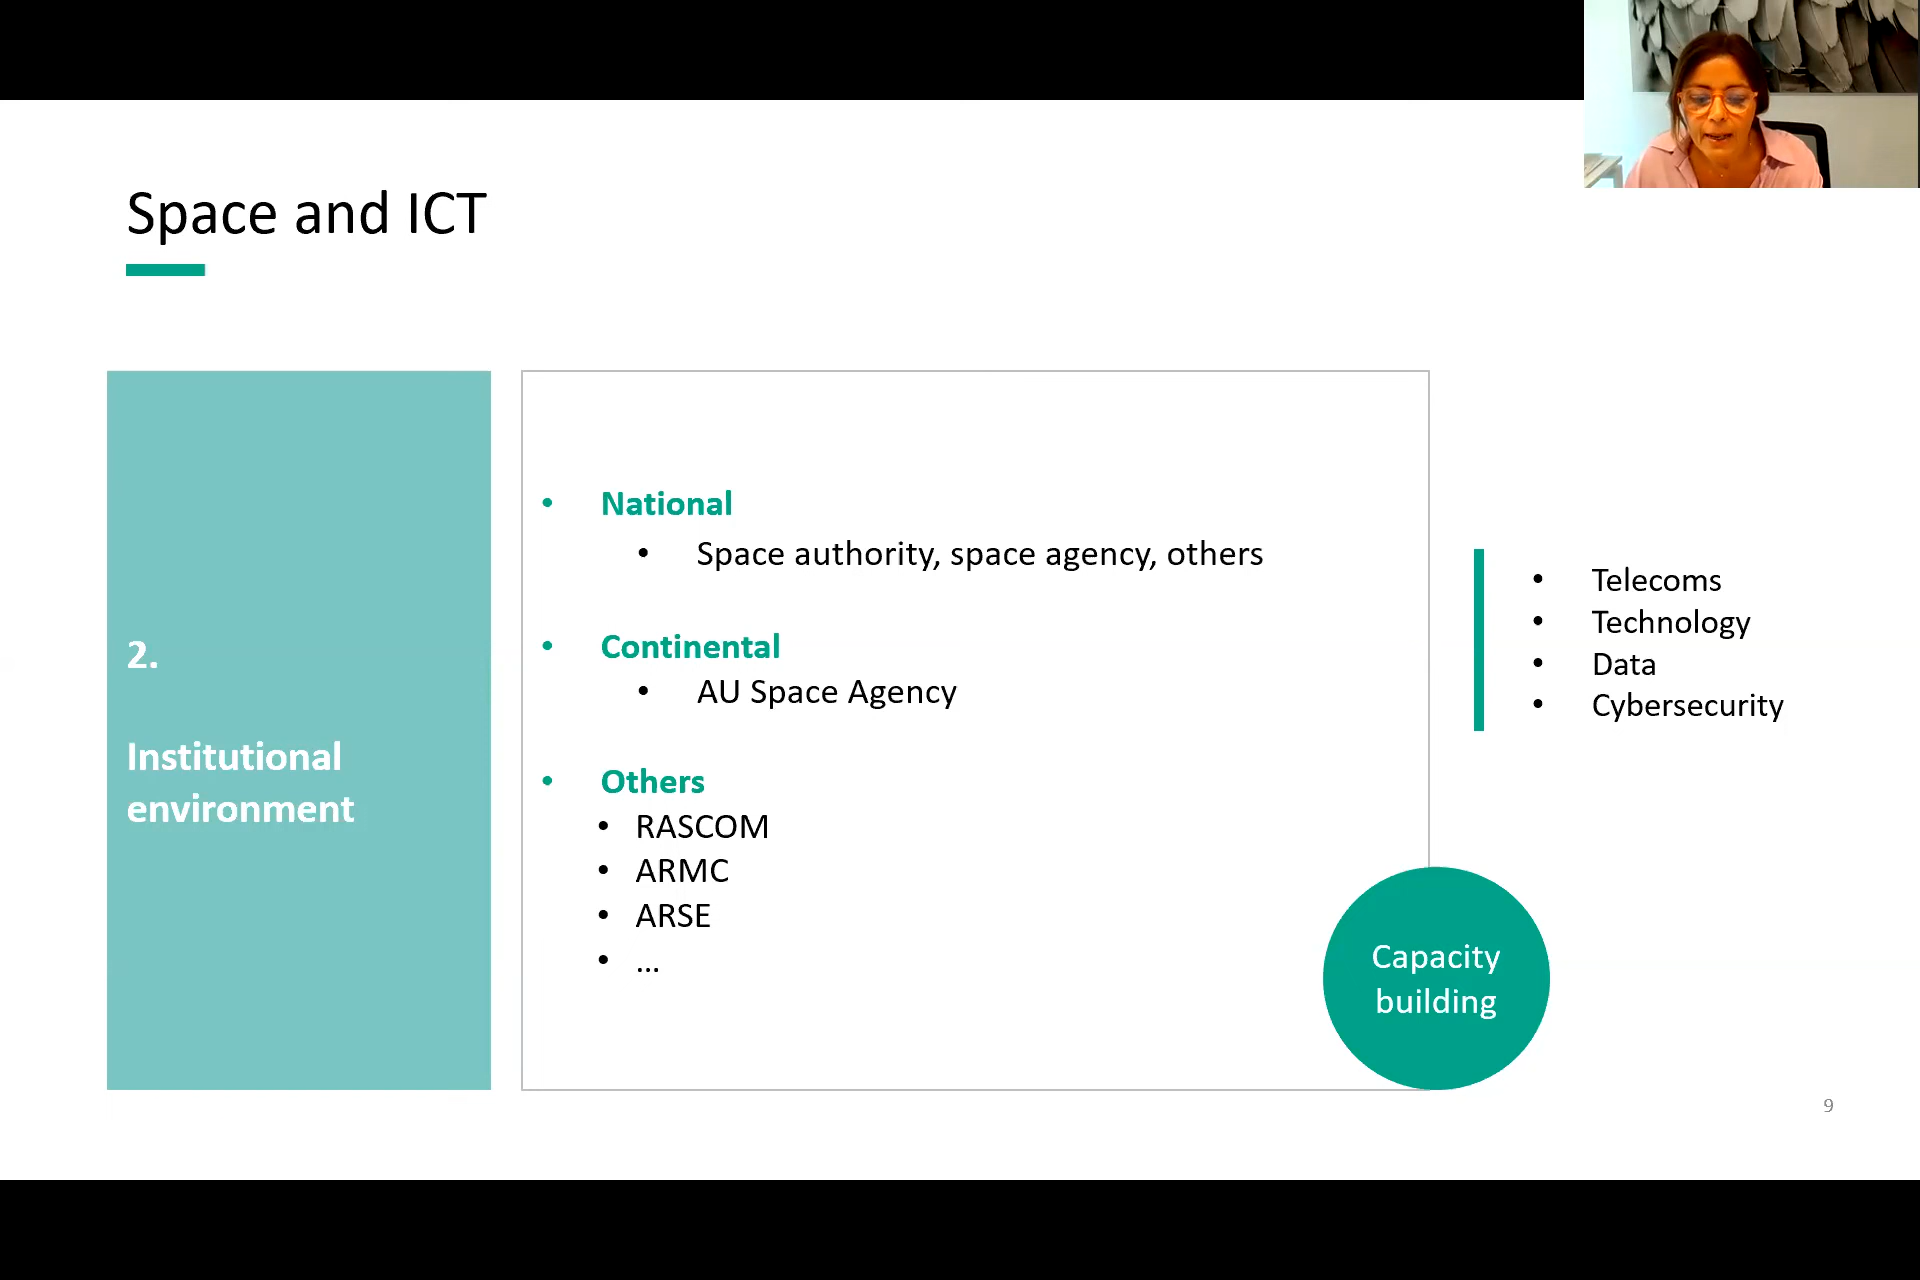 Space and ICT
2.
Institutional
environment
• National
• Space authority, space agency, others
• Continental
• AU Space Agency
• Others
• RASCOM
• ARMC
• ARSE
• ...
• Telecoms
• Technology
• Data
• Cybersecurity
Capacity
building
9